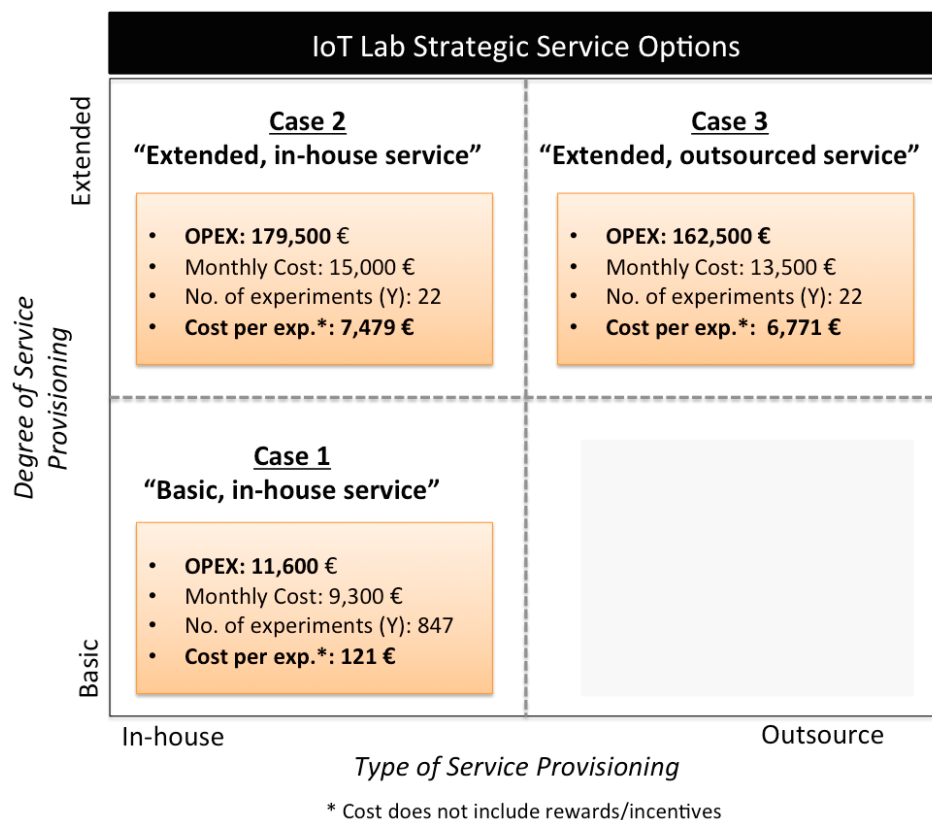 IoT Lab Strategic Service Options
Extended
Case 2
“Extended, in-house service”
• OPEX: 179,500 €
• Monthly Cost: 15,000 €
• No. of experiments (Y): 22
• Cost per exp.*: 7,479 €
Case 3
“Extended, outsourced service”
• OPEX: 162,500 €
• Monthly Cost: 13,500 €
• No. of experiments (Y): 22
• Cost per exp.*: 6,771 €
Degree of Service
Provisioning
Case 1
“Basic, in-house service”
• OPEX: 11,600 €
• Monthly Cost: 9,300 €
• No. of experiments (Y): 847
• Cost per exp.*: 121 €
Basic
In-house
Outsource
Type of Service Provisioning
* Cost does not include rewards/incentives